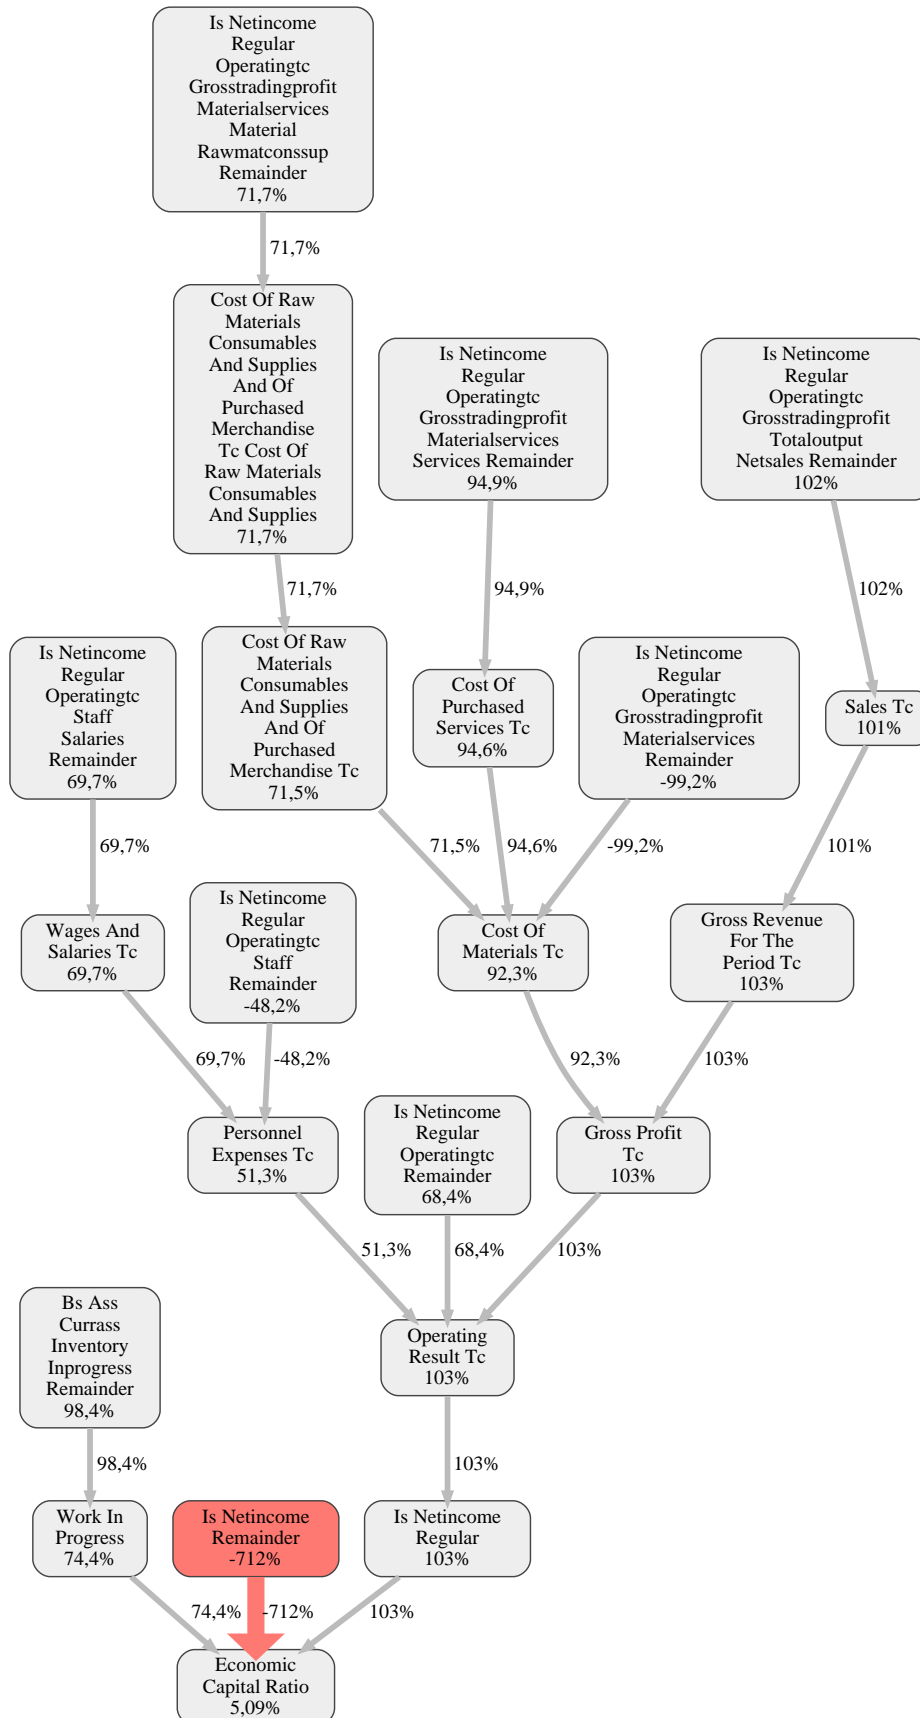 Is Netincome
Regular
Operatingtc
Grosstradingprofit
Materialservices
Material
Rawmatconssup
Remainder
71,7%
71,7%
Cost Of Raw
Materials
Consumables
And Supplies
And Of
Purchased
Merchandise
Tc Cost Of
Raw Materials
Consumables
And Supplies
71,7%
Is Netincome
Regular
Operatingtc
Grosstradingprofit
Materialservices
Services Remainder
94,9%
Is Netincome
Regular
Operatingtc
Grosstradingprofit
Totaloutput
Netsales Remainder
102%
71,7%
94,9%
102%
Is Netincome
Regular
Operatingtc
Staff
Salaries
Remainder
69,7%
Cost Of Raw
Materials
Consumables
And Supplies
And Of
Purchased
Merchandise Tc
71,5%
Cost Of
Purchased
Services Tc
94,6%
Is Netincome
Regular
Operatingtc
Grosstradingprofit
Materialservices
Remainder
-99,2%
Sales Tc
101%
69,7%
71,5%
94,6%
-99,2%
101%
Wages And
Salaries Tc
69,7%
Is Netincome
Regular
Operatingtc
Staff
Remainder
-48,2%
Cost Of
Materials Tc
92,3%
Gross Revenue
For The
Period Tc
103%
69,7%
-48,2%
92,3%
103%
Personnel
Expenses Tc
51,3%
Is Netincome
Regular
Operatingtc
Remainder
68,4%
Gross Profit
Tc
103%
51,3%
68,4%
103%
Bs Ass
Currass
Inventory
Inprogress
Remainder
98,4%
Operating
Result Tc
103%
98,4%
103%
Work In
Progress
74,4%
Is Netincome
Remainder
-712%
Is Netincome
Regular
103%
74,4%
-712%
103%
Economic
Capital Ratio
5,09%